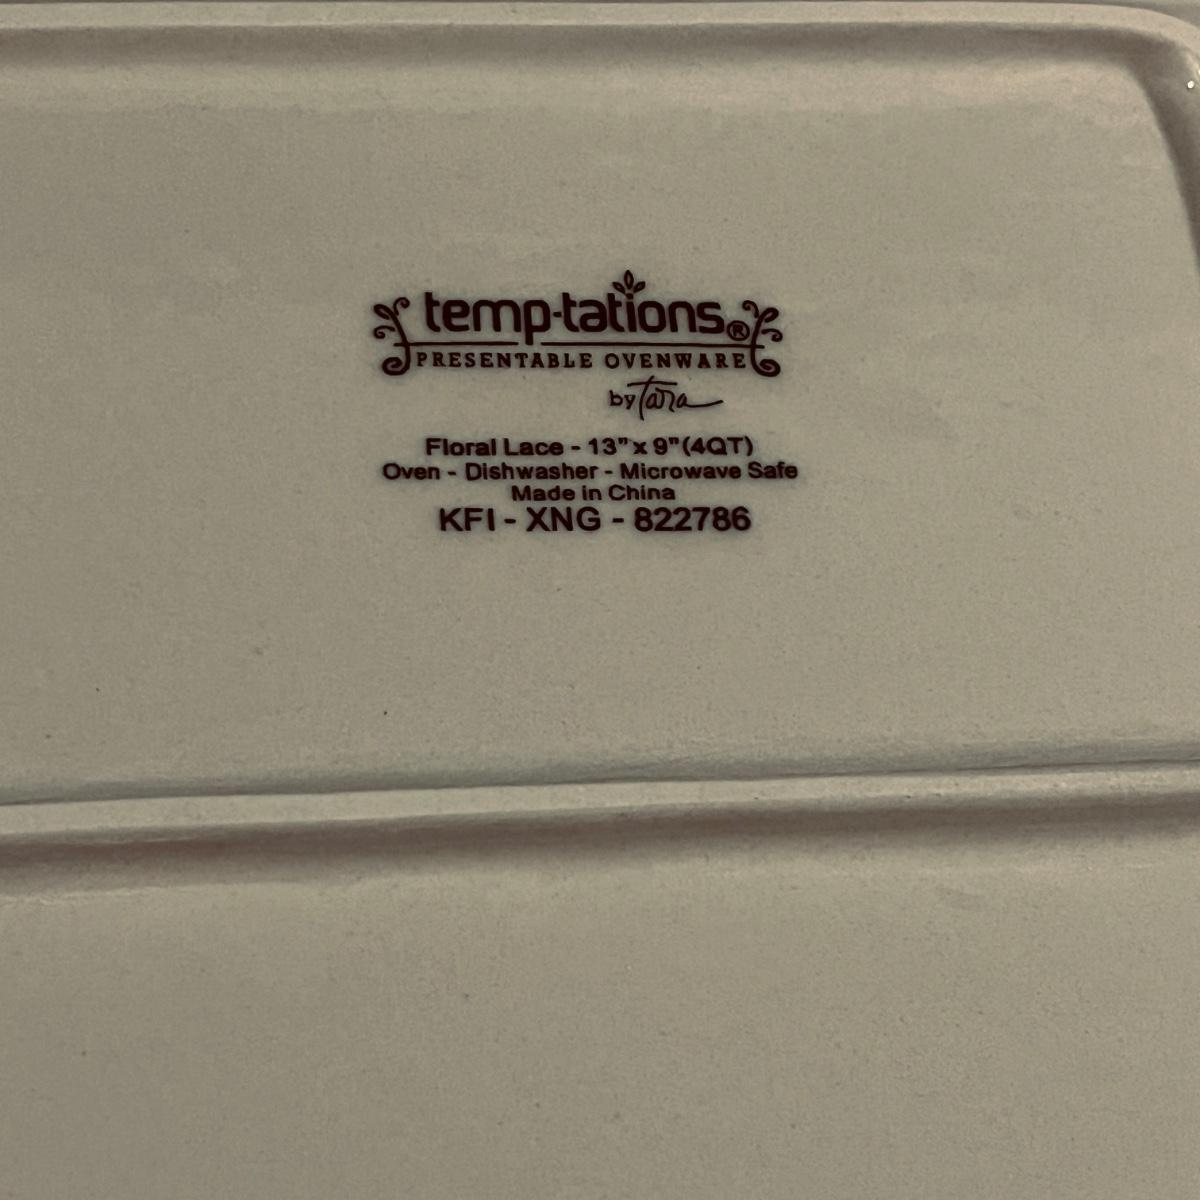 temp-tations®
PRESENTABLE OVENWARE
by Tara
Floral Lace - 13" x 9" (4QT)
Oven - Dishwasher - Microwave Safe
Made in China
KFI - XNG - 822786